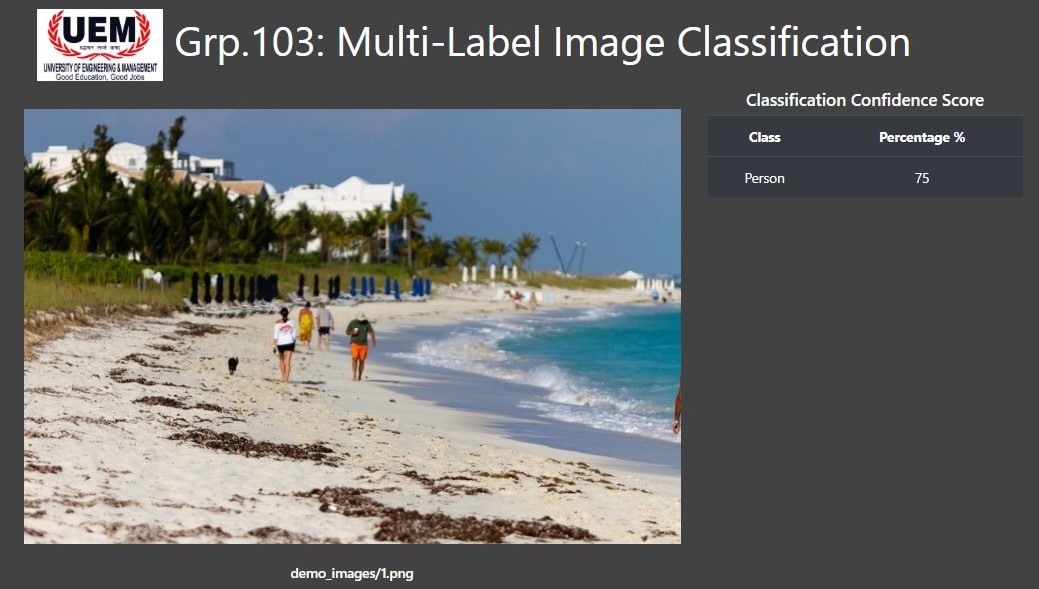 UEM
UNIVERSITY OF ENGINEERING & MANAGEMENT
Good Education, Good Jobs
Grp.103: Multi-Label Image Classification
Classification Confidence Score
Class Percentage %
Person 75
demo_images/1.png